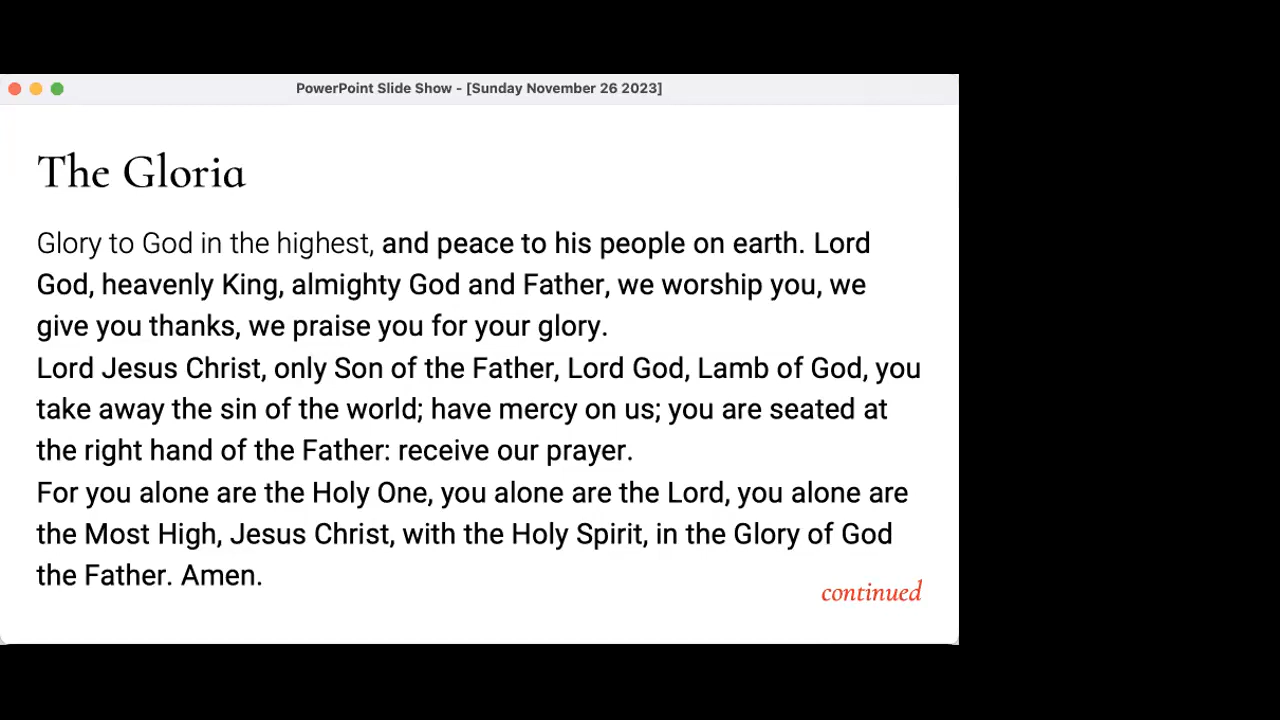 PowerPoint Slide Show - [Sunday November 26 2023]
The Gloria
Glory to God in the highest, and peace to his people on earth. Lord
God, heavenly King, almighty God and Father, we worship you, we
give you thanks, we praise you for your glory.
Lord Jesus Christ, only Son of the Father, Lord God, Lamb of God, you
take away the sin of the world; have mercy on us; you are seated at
the right hand of the Father: receive our prayer.
For you alone are the Holy One, you alone are the Lord, you alone are
the Most High, Jesus Christ, with the Holy Spirit, in the Glory of God
the Father. Amen.
continued